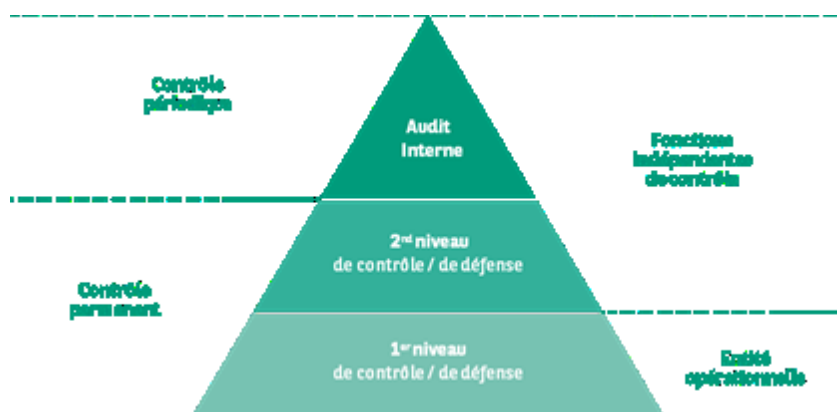 Contrôle
périodique
Audit
Interne
Fonctions
indépendantes
de contrôle
2nd niveau
de contrôle / de défense
Contrôle
permanent
1er niveau
de contrôle / de défense
Entité
opérationnelle